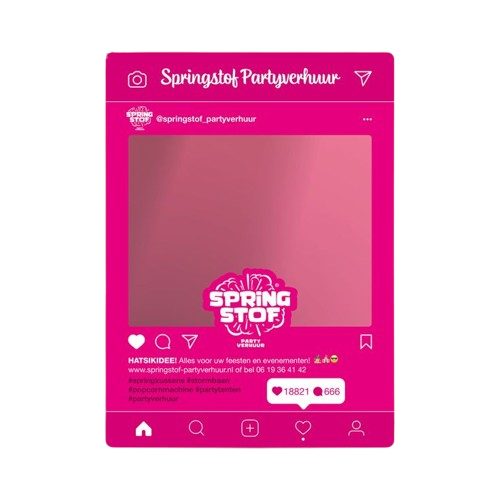 Springstof Partyverhuur
SPRING
STOF
@springstof_partyverhuur
SPRING
STOF
PARTY
VERHUUR
HATSIKIDEE! Alles voor uw feesten en evenementen!
www.springstof-partyverhuur.nl of bel 06 19 36 41 42
#springkussens #stormbaan
#popcornmachine #partytenten
#partyverhuur
18821 666